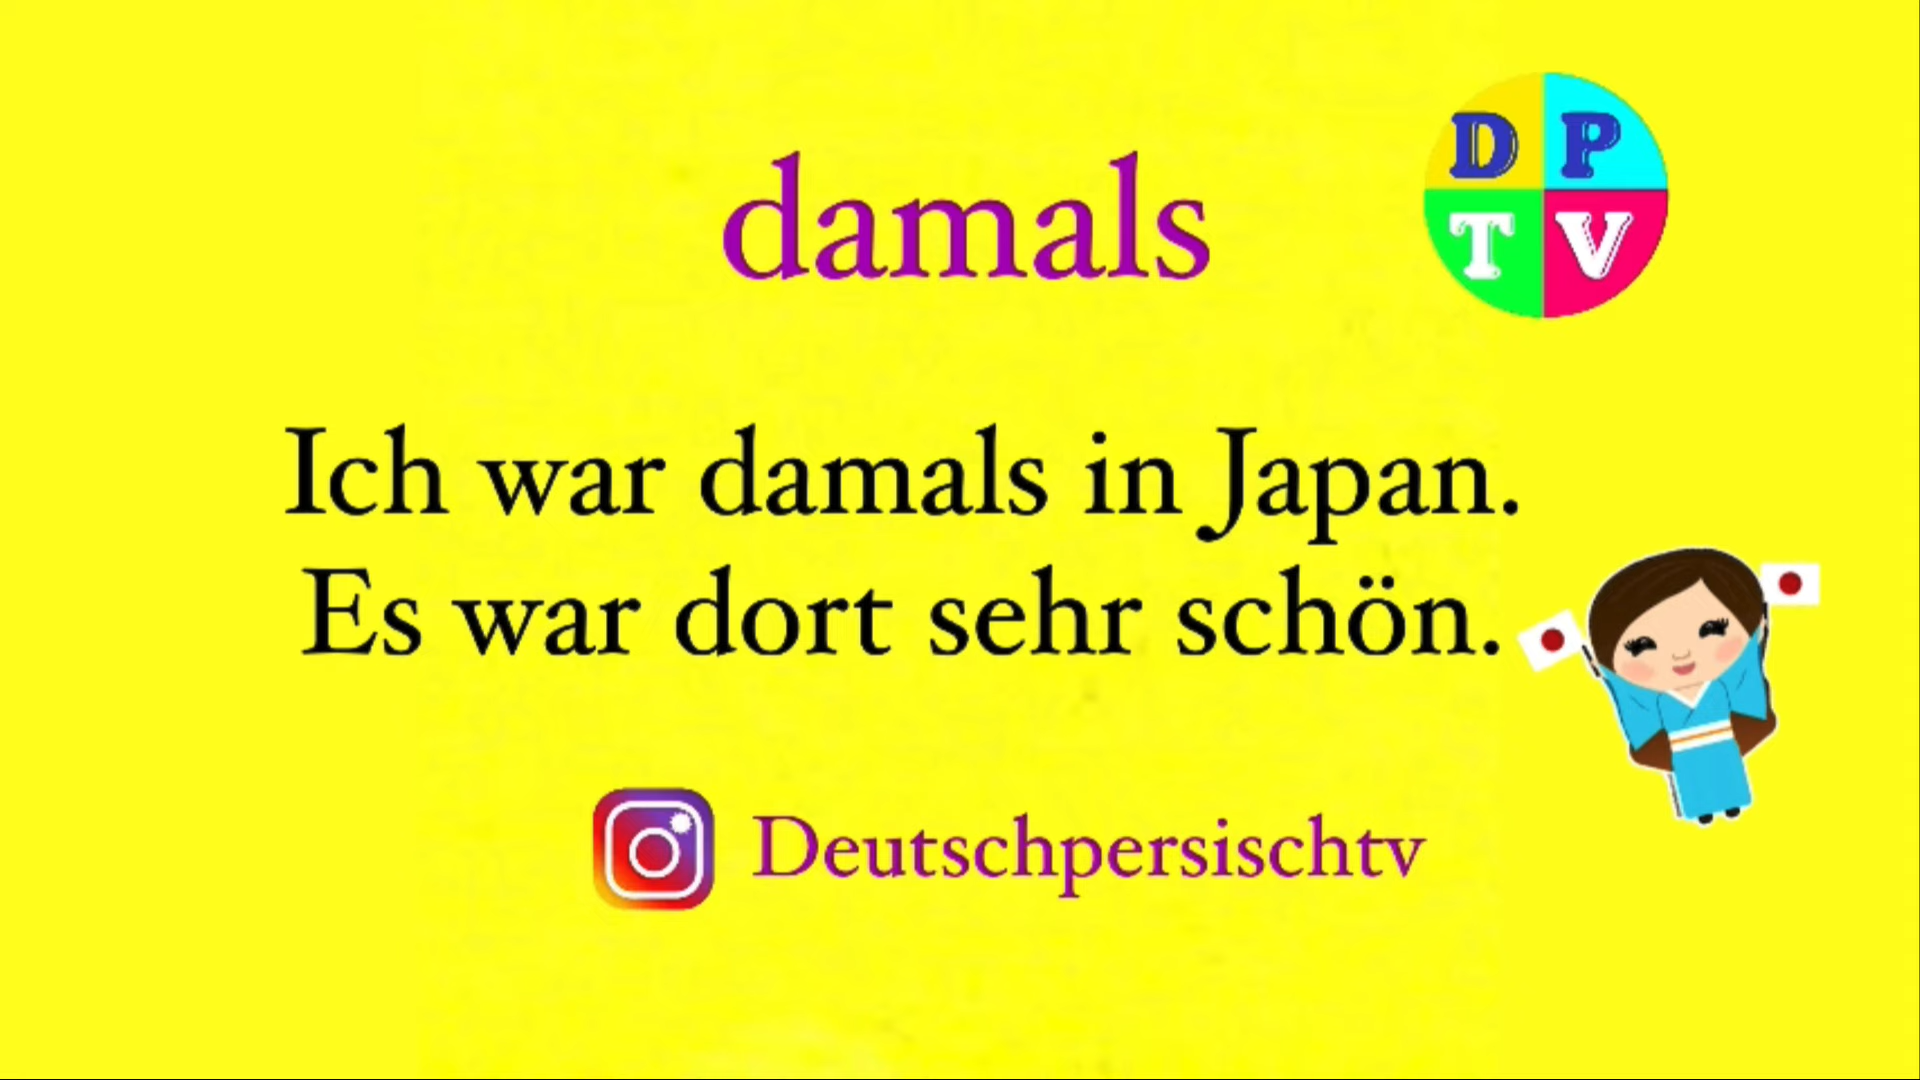 damals
D P
T V
Ich war damals in Japan.
Es war dort sehr schön.
Deutschpersischtv